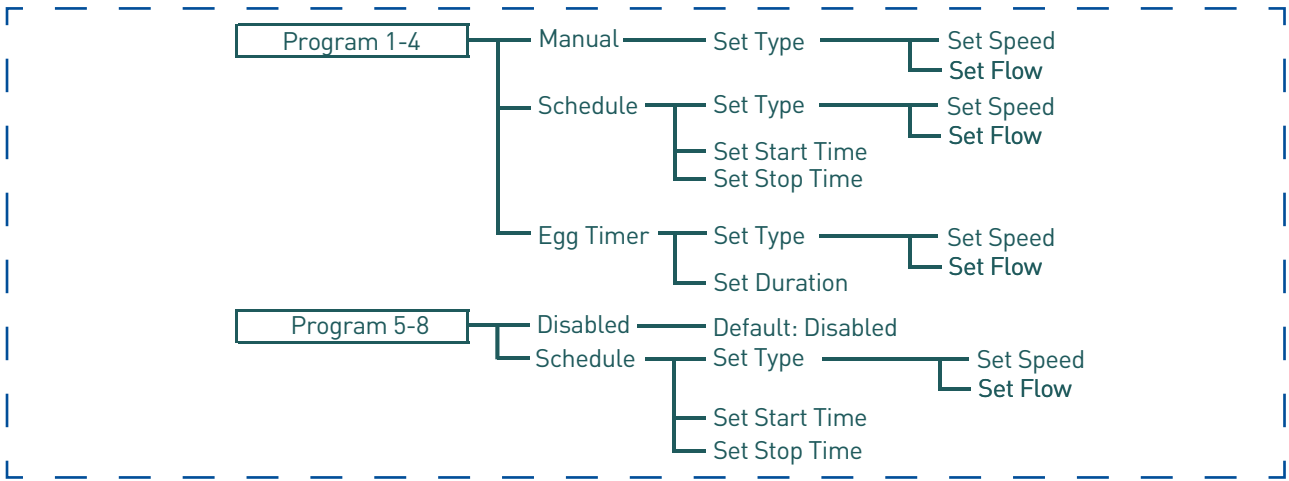 Program 1-4 Manual Set Type Set Speed
Set Flow
Schedule Set Type Set Speed
Set Flow
Set Start Time
Set Stop Time
Egg Timer Set Type Set Speed
Set Flow
Set Duration
Program 5-8 Disabled Default: Disabled
Schedule Set Type Set Speed
Set Flow
Set Start Time
Set Stop Time